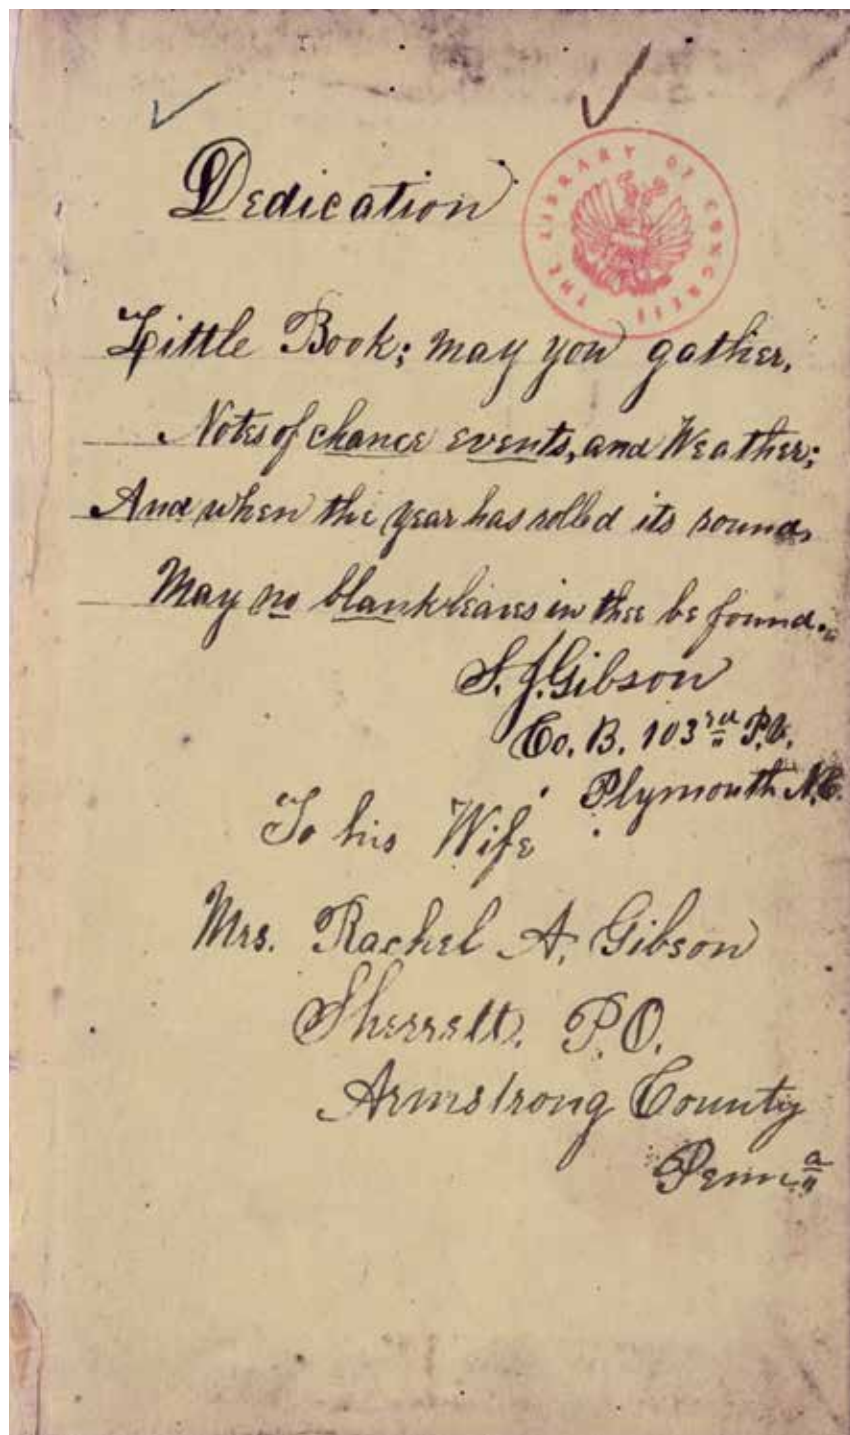 Dedication
THE LIBRARY OF CONGRESS
Little Book; may you gather,
Notes of chance events, and Weather;
And when the year has rolled its round,
May no blank leaves in thee be found.
S. J. Gibson
Co. B. 103rd P.V.
Plymouth N.C.
To his Wife
Mrs. Rachel A. Gibson
Sherrett. P.O.
Armstrong County
Penn.a